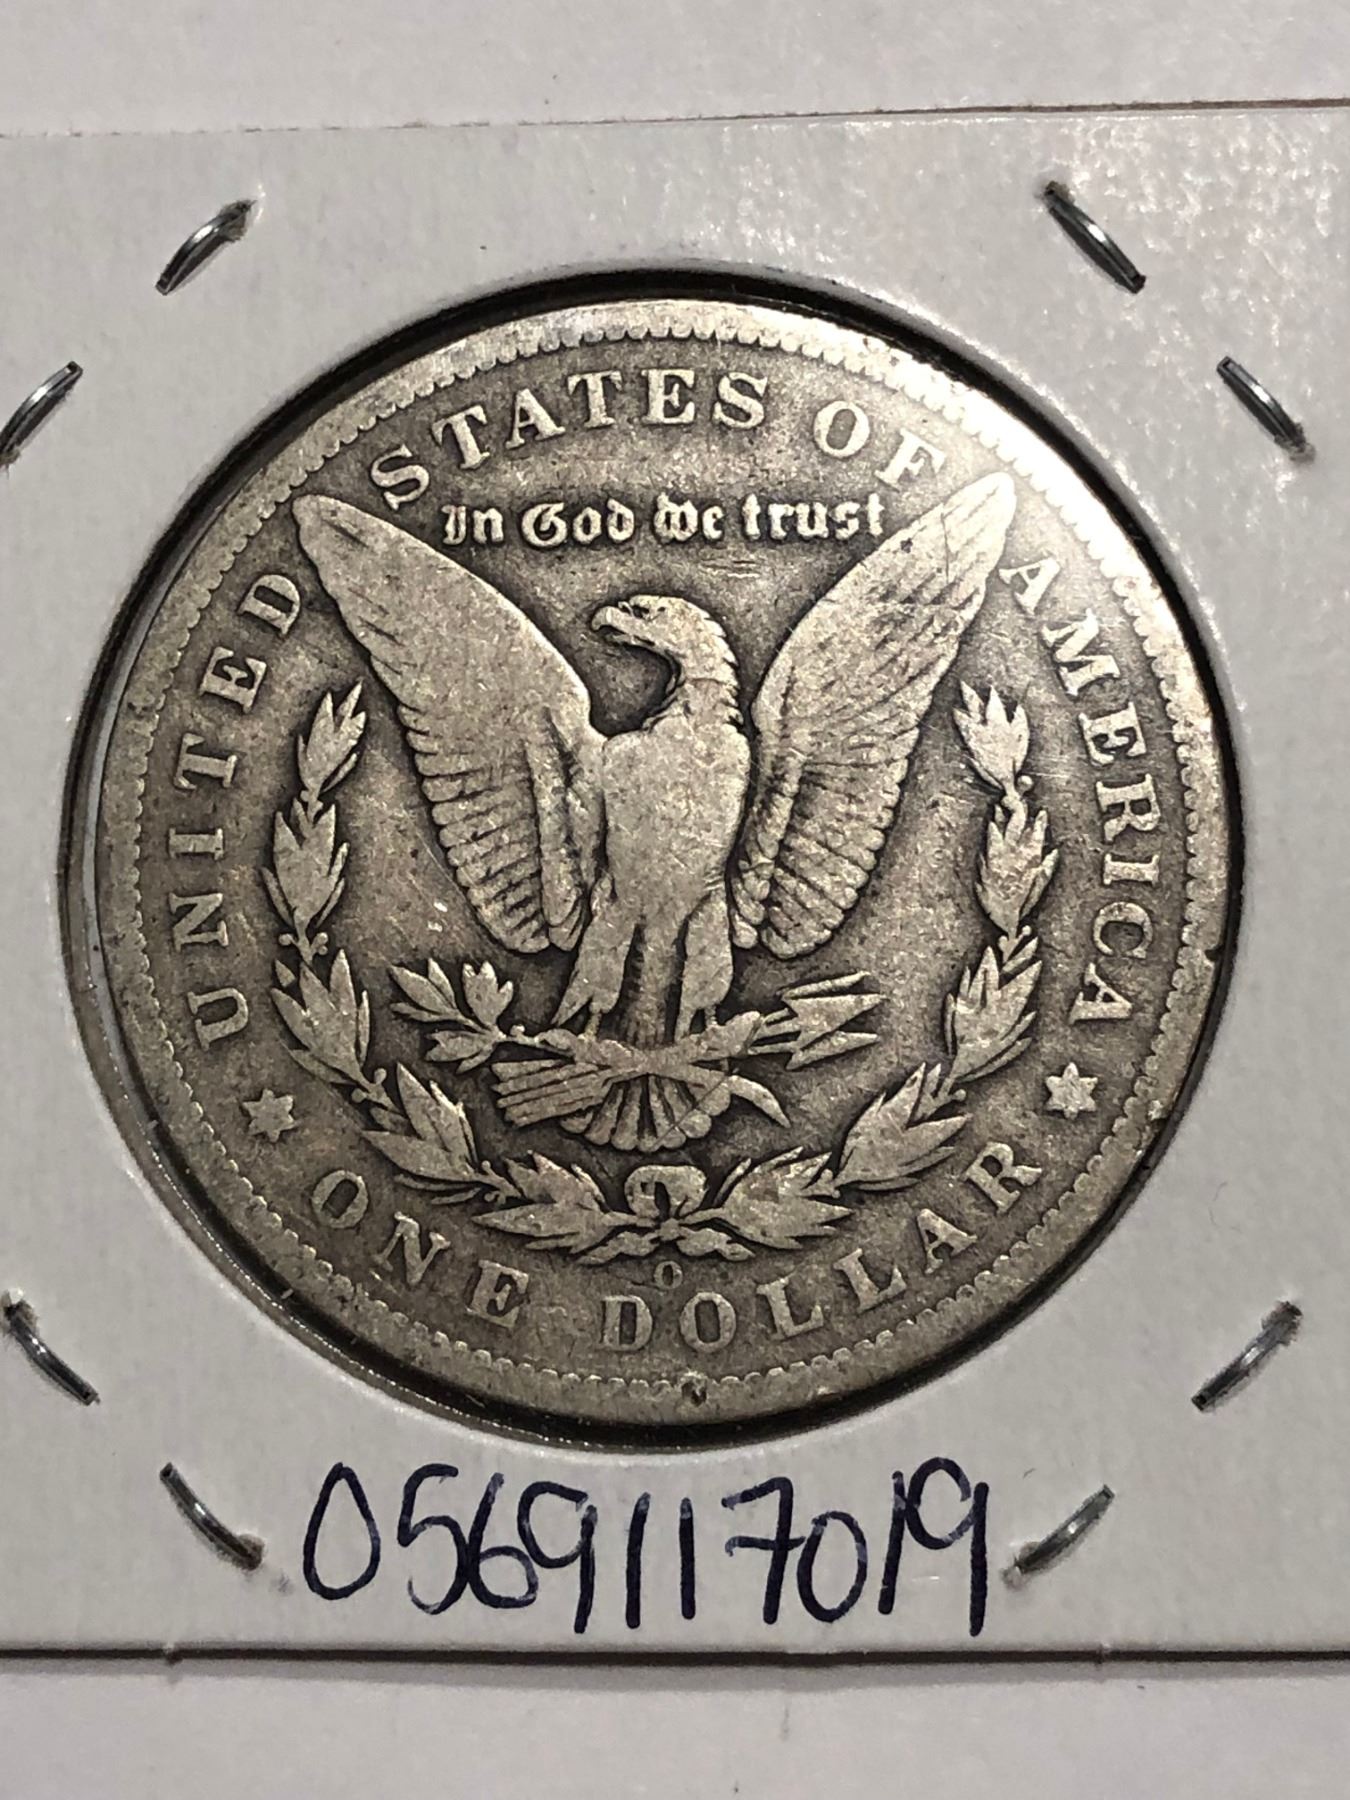 UNITED STATES OF AMERICA
In God we trust
O
ONE DOLLAR
0569117019